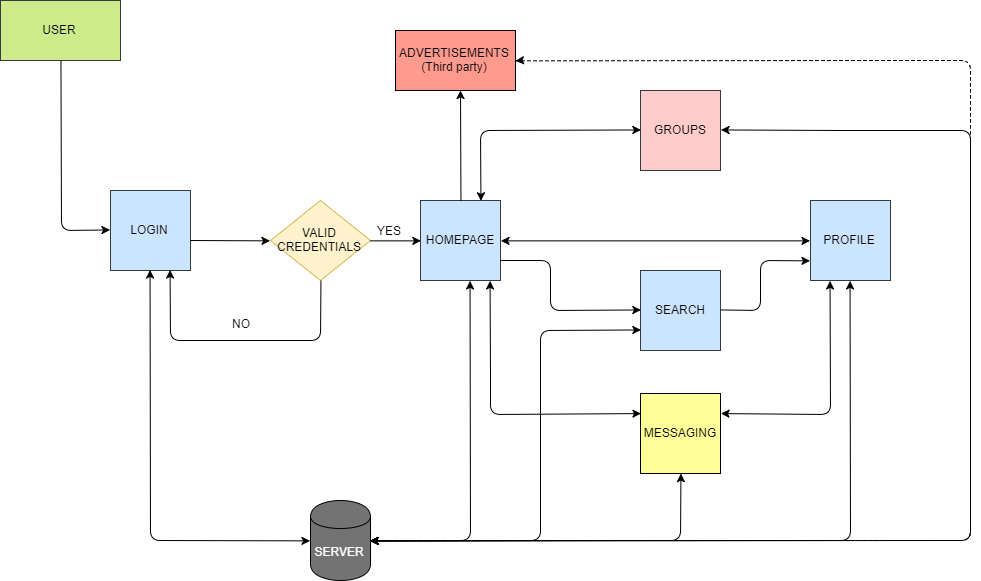 USER
ADVERTISEMENTS
(Third party)
GROUPS
LOGIN
VALID
CREDENTIALS
YES
HOMEPAGE
PROFILE
SEARCH
NO
MESSAGING
SERVER